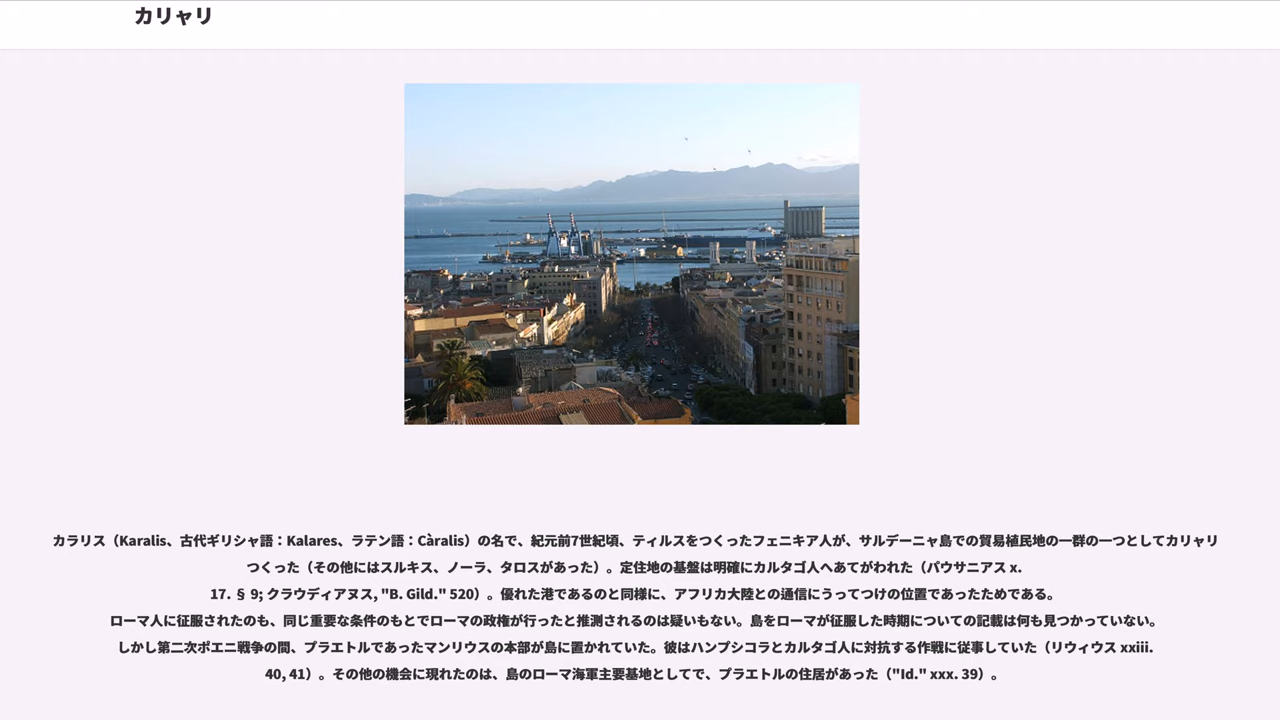 カリャリ
カラリス（Karalis、古代ギリシャ語：Kalares、ラテン語：Càralis）の名で、紀元前7世紀頃、ティルスをつくったフェニキア人が、サルデーニャ島での貿易植民地の一群の一つとしてカリャリ
つくった（その他にはスルキス、ノーラ、タロスがあった）。定住地の基盤は明確にカルタゴ人へあてがわれた（パウサニアス x.
17. § 9; クラウディアヌス, "B. Gild." 520）。優れた港であるのと同様に、アフリカ大陸との通信にうってつけの位置であったためである。
ローマ人に征服されたのも、同じ重要な条件のもとでローマの政権が行ったと推測されるのは疑いもない。島をローマが征服した時期についての記載は何も見つかっていない。
しかし第二次ポエニ戦争の間、プラエトルであったマンリウスの本部が島に置かれていた。彼はハンプシコラとカルタゴ人に対抗する作戦に従事していた（リウィウス xxiii.
40, 41）。その他の機会に現れたのは、島のローマ海軍主要基地としてで、プラエトルの住居があった（"Id." xxx. 39）。